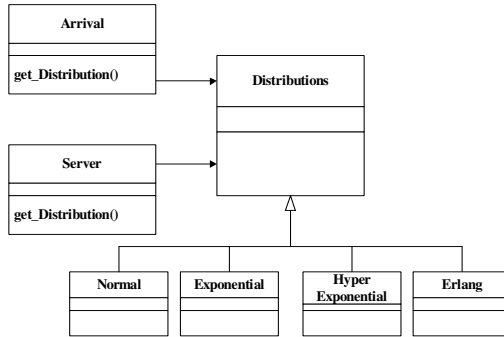 Arrival
get_Distribution()
Distributions
Server
get_Distribution()
Normal
Exponential
Hyper
Exponential
Erlang